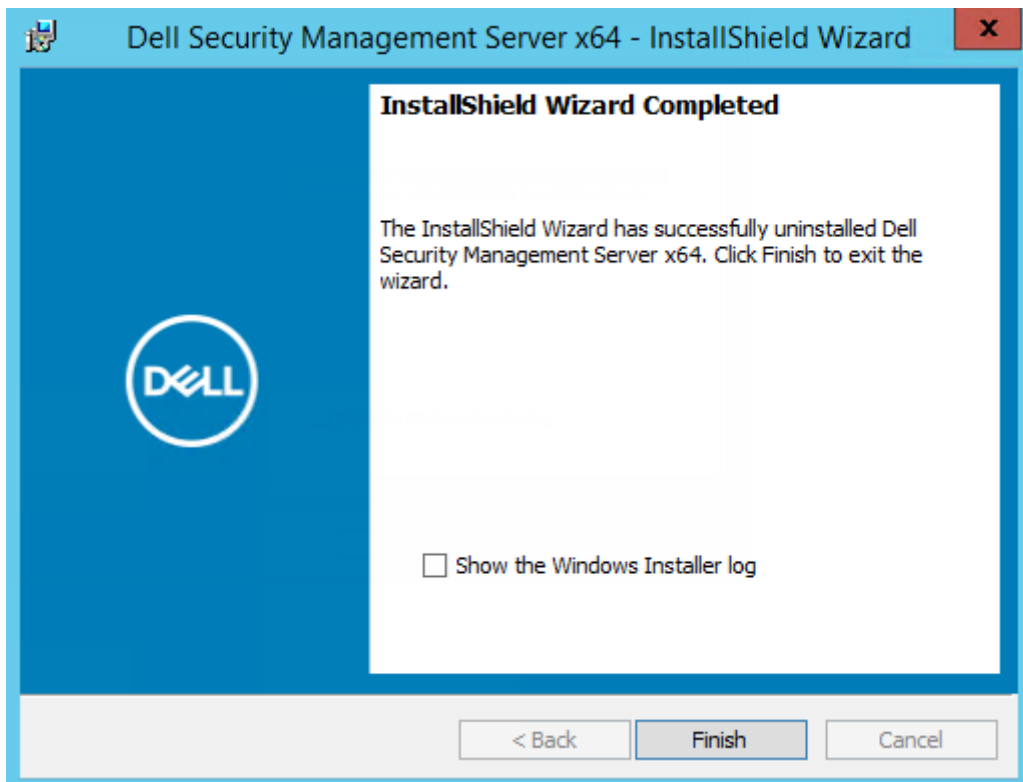 Dell Security Management Server x64 - InstallShield Wizard
x
InstallShield Wizard Completed
The InstallShield Wizard has successfully uninstalled Dell
Security Management Server x64. Click Finish to exit the
wizard.
DELL
Show the Windows Installer log
< Back
Finish
Cancel